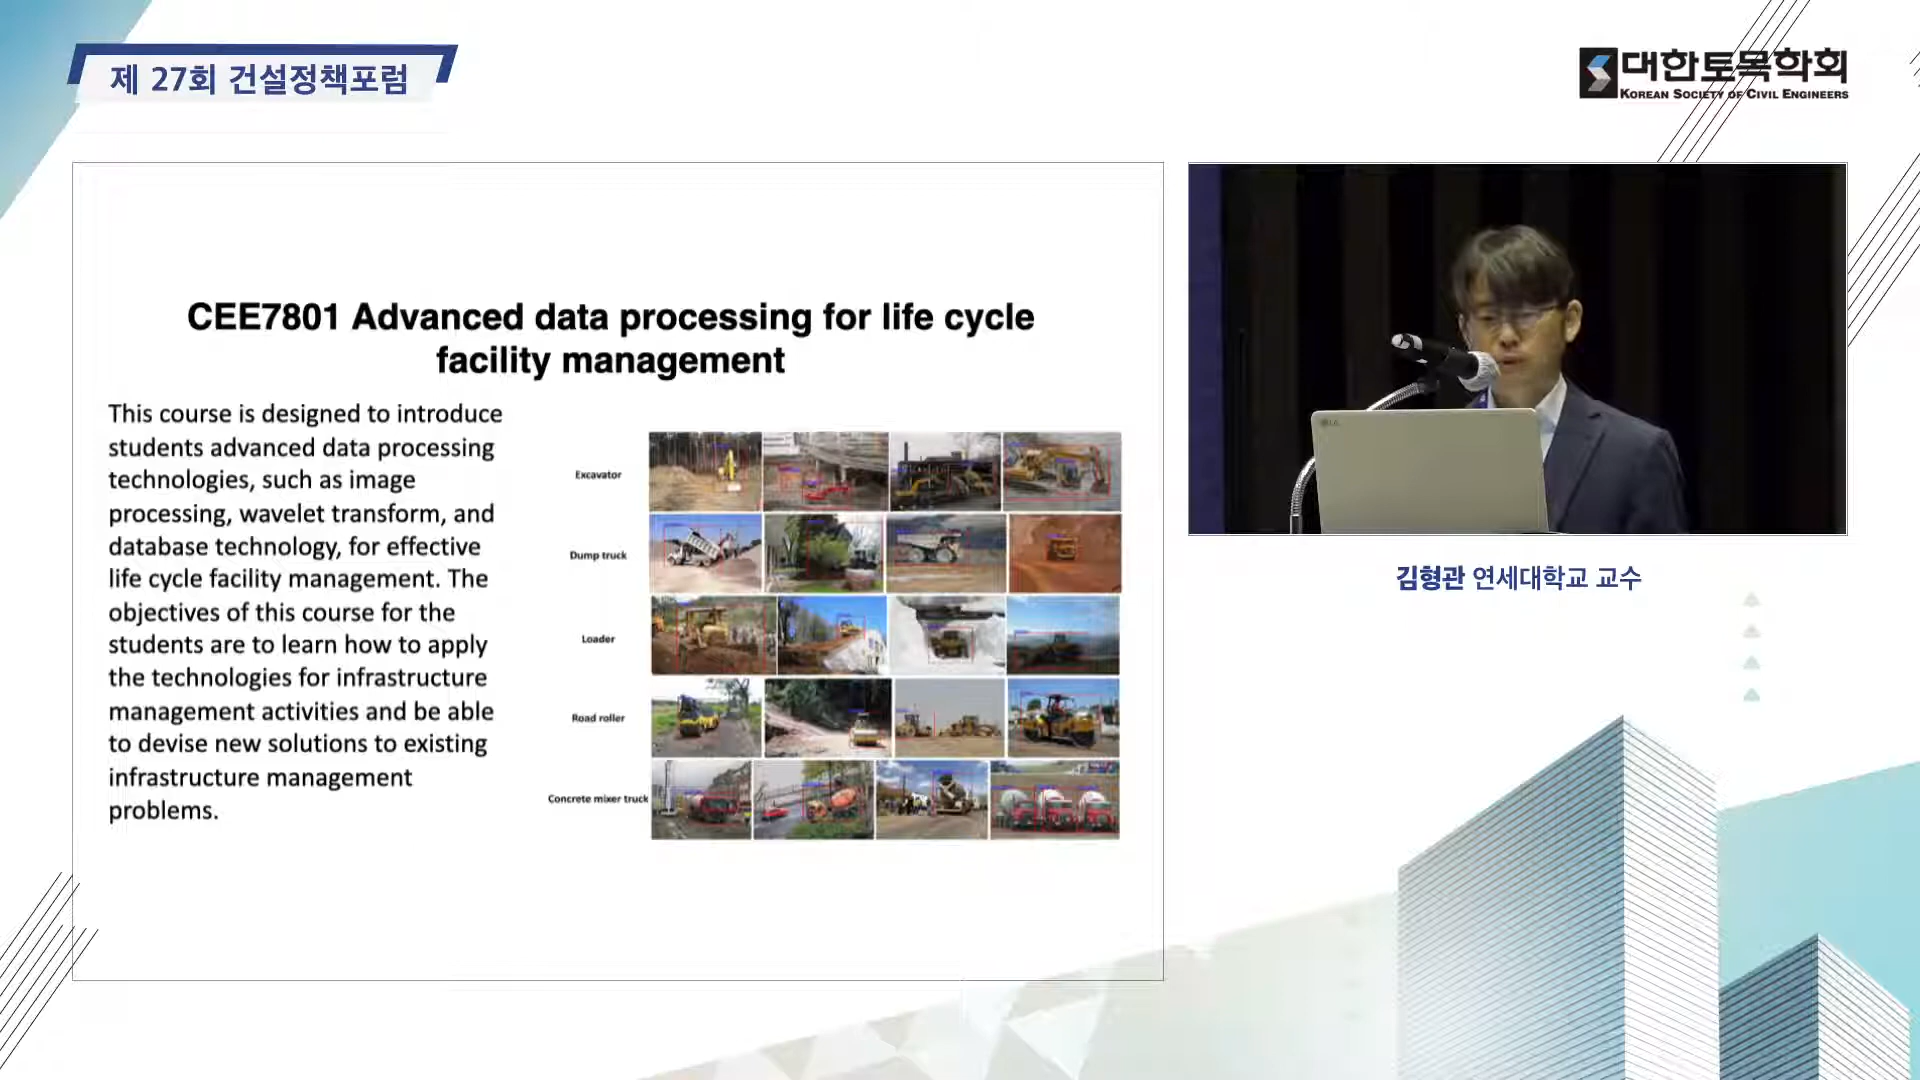 제 27회 건설정책포럼
대한토목학회
KOREAN SOCIETY OF CIVIL ENGINEERS
CEE7801 Advanced data processing for life cycle
facility management
This course is designed to introduce
students advanced data processing
technologies, such as image
processing, wavelet transform, and
database technology, for effective
life cycle facility management. The
objectives of this course for the
students are to learn how to apply
the technologies for infrastructure
management activities and be able
to devise new solutions to existing
infrastructure management
problems.
Excavator
Dump truck
Loader
Road roller
Concrete mixer truck
LG
김형관 연세대학교 교수